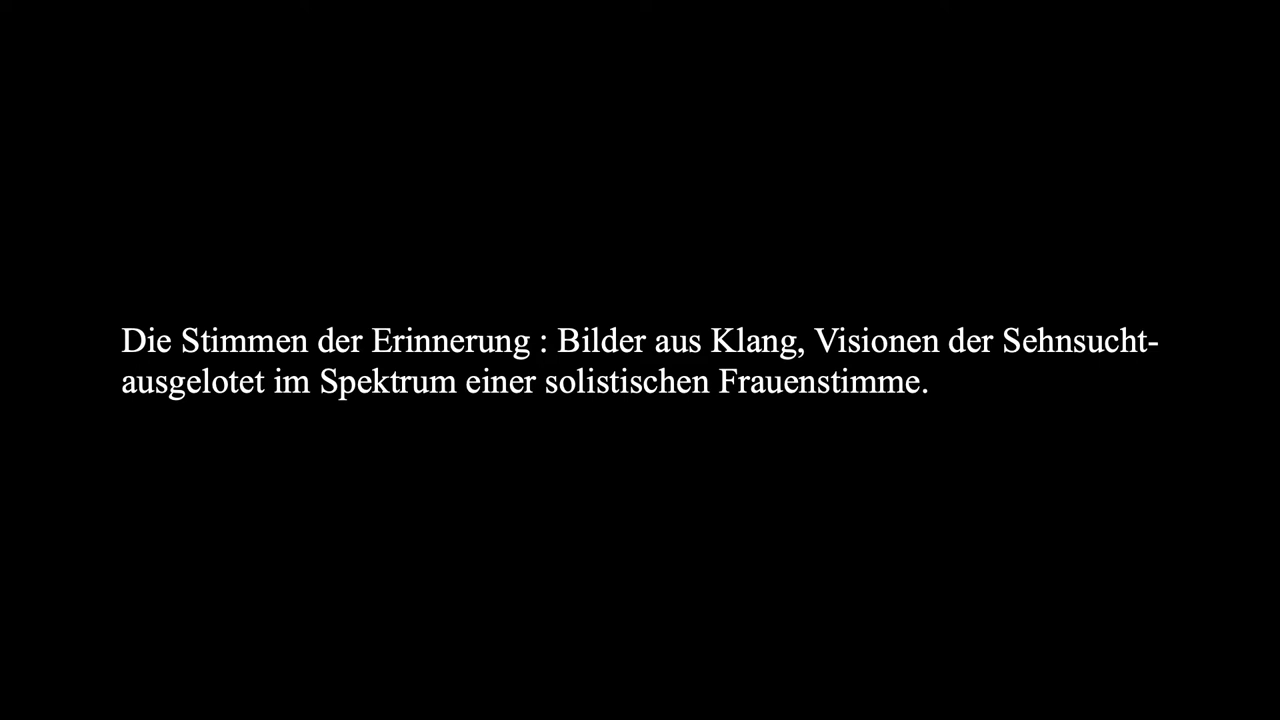 Die Stimmen der Erinnerung : Bilder aus Klang, Visionen der Sehnsucht-
ausgelotet im Spektrum einer solistischen Frauenstimme.